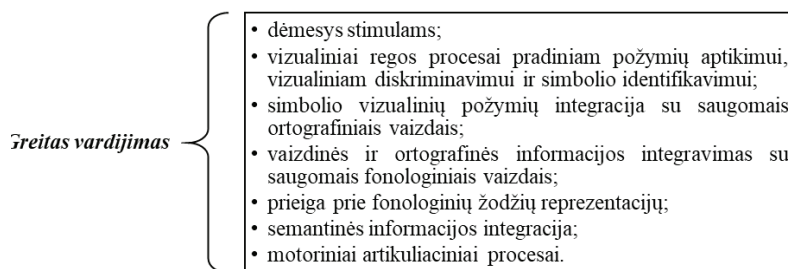 Greitas vardijimas
• dėmesys stimulams;
• vizualiniai regos procesai pradiniam požymių aptikimui,
vizualiniam diskriminavimui ir simbolio identifikavimui;
• simbolio vizualinių požymių integracija su saugomais
ortografiniais vaizdais;
• vaizdinės ir ortografinės informacijos integravimas su
saugomais fonologiniais vaizdais;
• prieiga prie fonologinių žodžių reprezentacijų;
• semantinės informacijos integracija;
• motoriniai artikuliaciniai procesai.